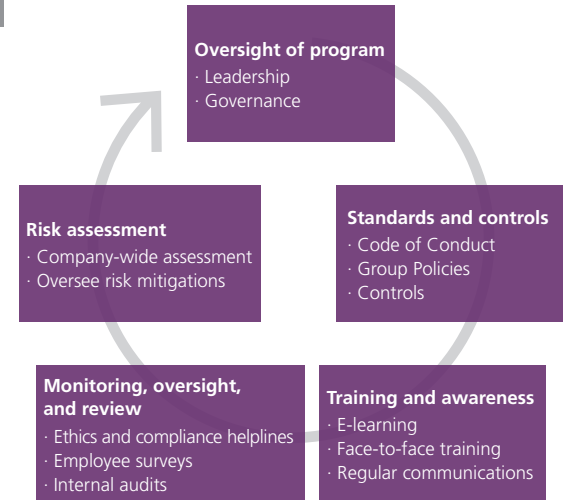 Oversight of program
· Leadership
· Governance
Standards and controls
· Code of Conduct
· Group Policies
· Controls
Training and awareness
· E-learning
· Face-to-face training
· Regular communications
Monitoring, oversight,
and review
· Ethics and compliance helplines
· Employee surveys
· Internal audits
Risk assessment
· Company-wide assessment
· Oversee risk mitigations